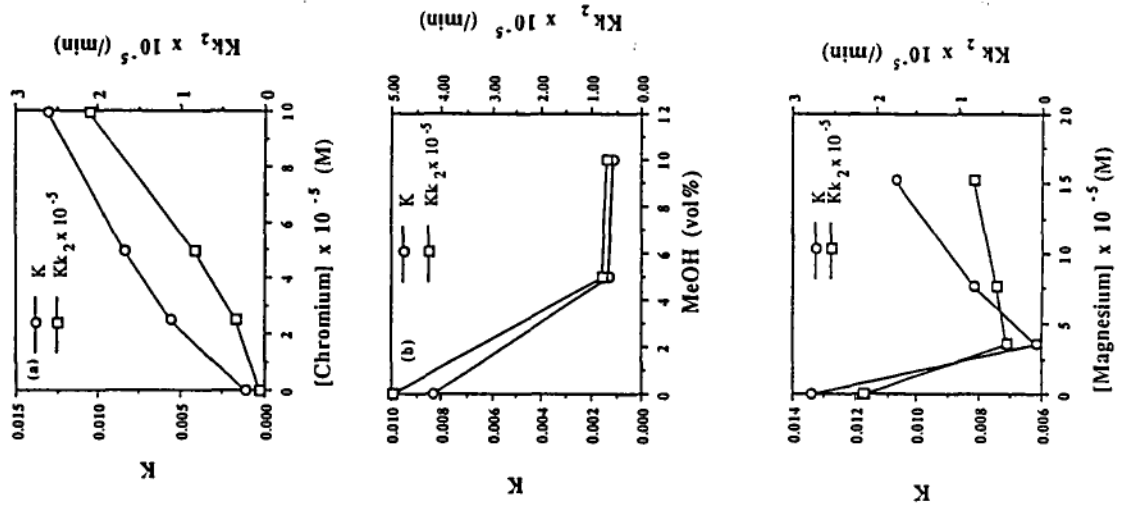 Kk2 x 10-5 (/min)
3
2
1
0
(a)
K
Kk2 x 10-5
0.015
0.010
0.005
0.000
K
0
2
4
6
8
10
[Chromium] x 10-5 (M)
Kk2 x 10-5 (/min)
5.00
4.00
3.00
2.00
1.00
0.00
(b)
K
Kk2 x 10-5
0.010
0.008
0.006
0.004
0.002
0.000
K
0
2
4
6
8
10
12
MeOH (vol%)
Kk2 x 10-5 (/min)
3
2
1
0
K
Kk2 x 10-5
0.014
0.012
0.010
0.008
0.006
K
0
5
10
15
20
[Magnesium] x 10-5 (M)